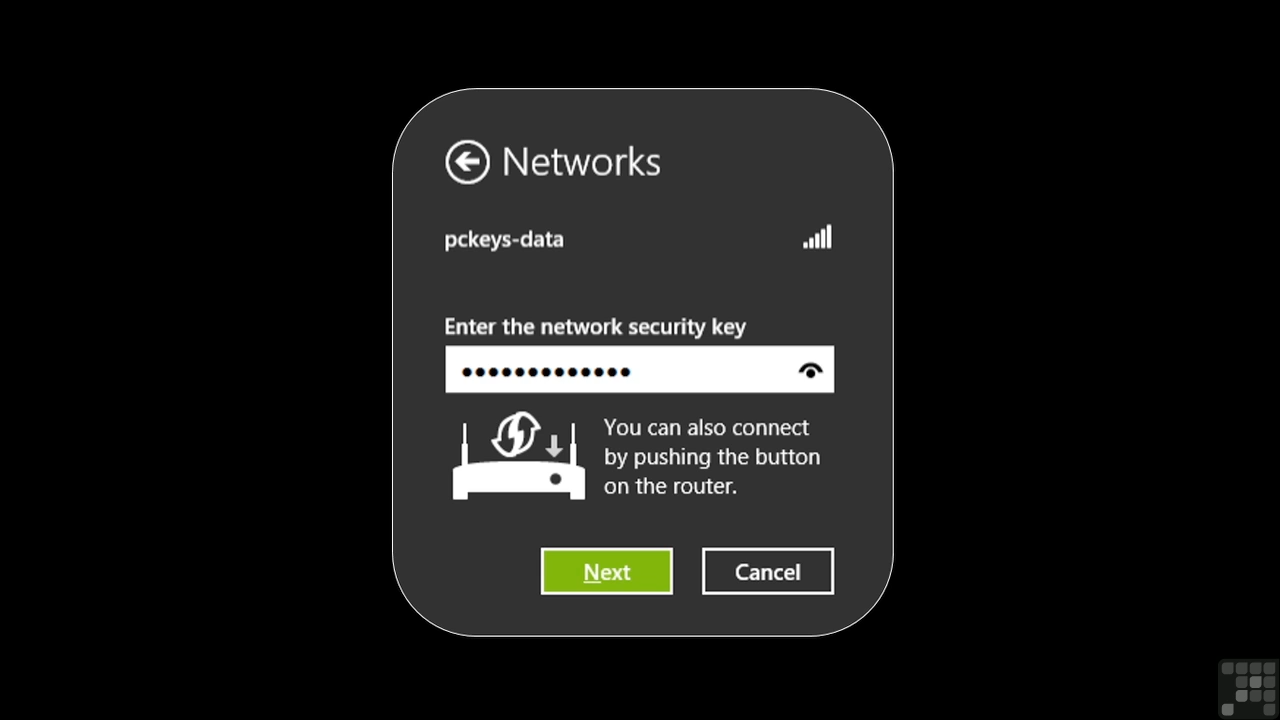 Networks
pckeys-data
Enter the network security key
•••••••••••••
You can also connect
by pushing the button
on the router.
Next
Cancel